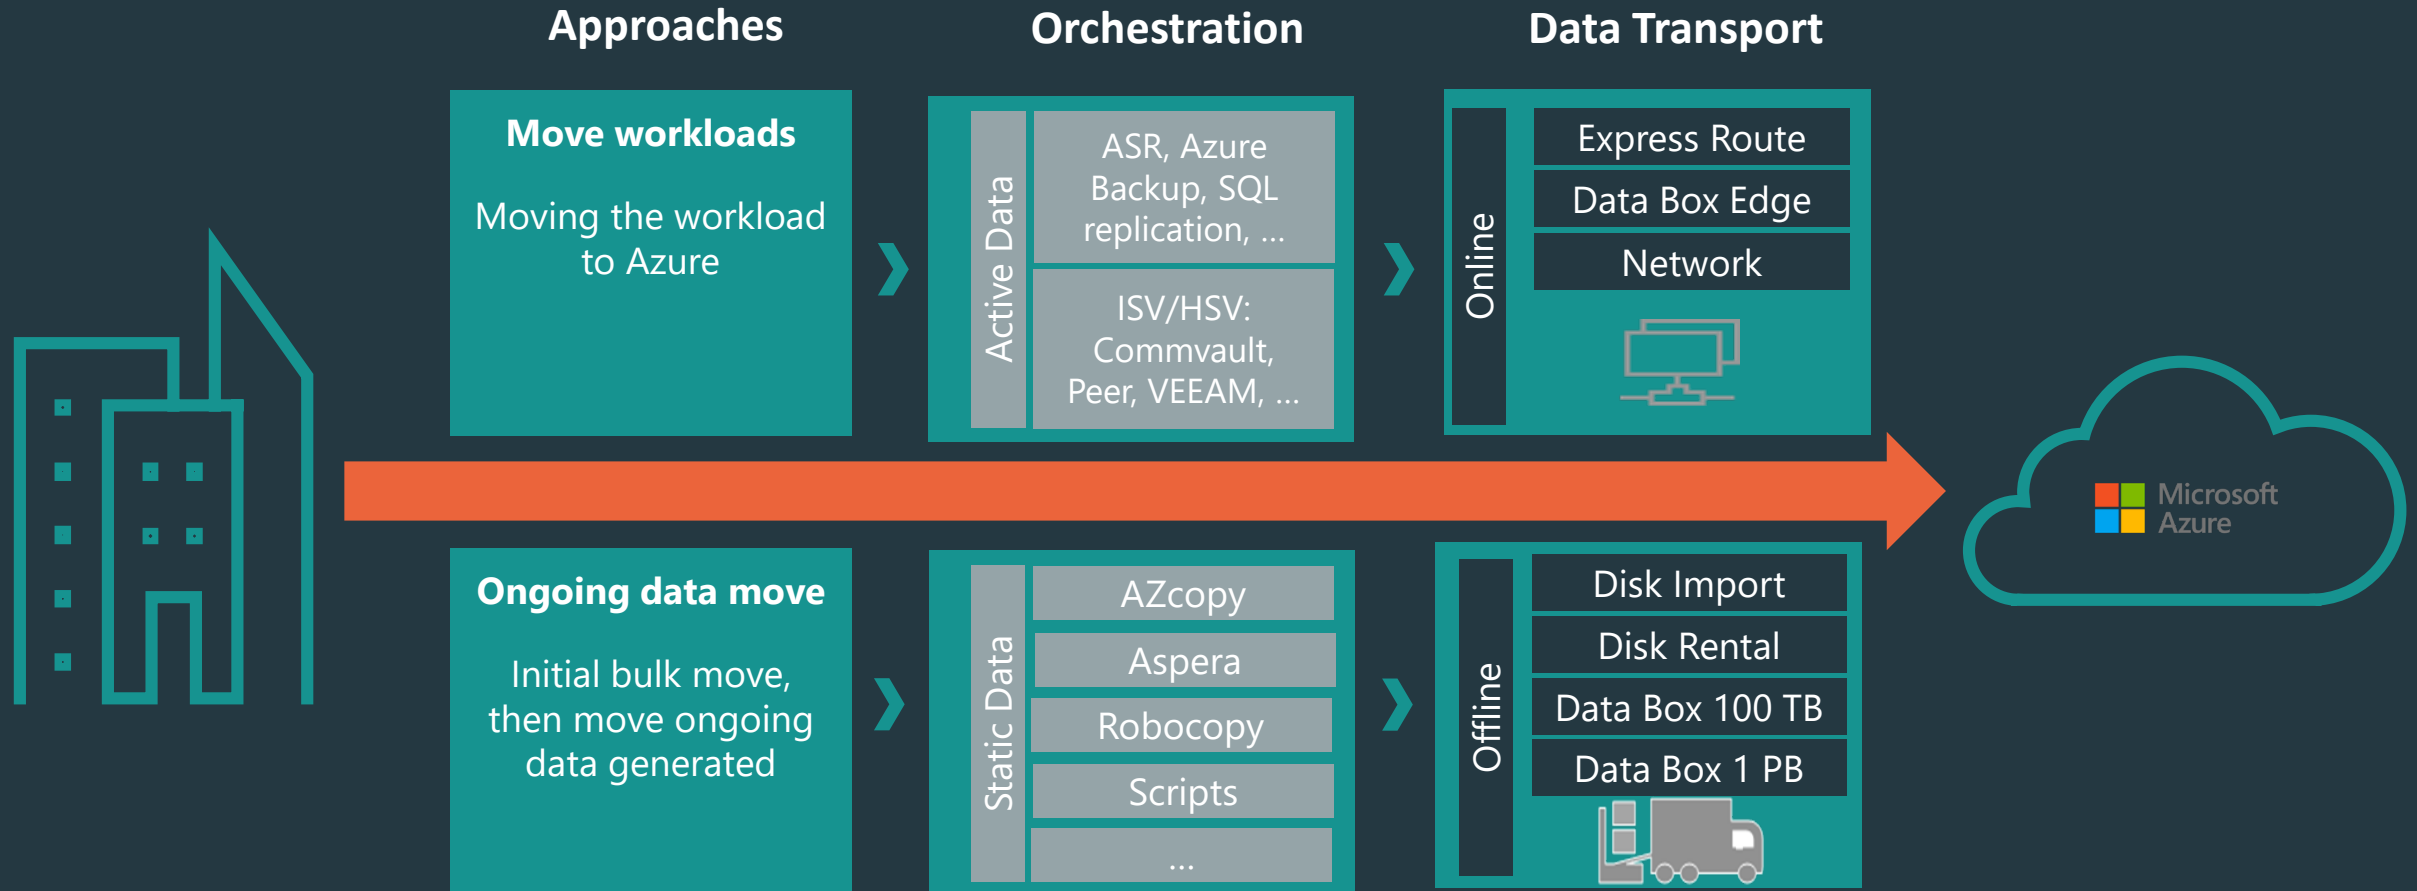 Approaches
Orchestration
Data Transport
Move workloads
Moving the workload
to Azure
Active Data
ASR, Azure
Backup, SQL
replication, ...
ISV/HSV:
Commvault,
Peer, VEEAM, ...
Online
Express Route
Data Box Edge
Network
Microsoft
Azure
Ongoing data move
Initial bulk move,
then move ongoing
data generated
Static Data
AZcopy
Aspera
Robocopy
Scripts
...
Offline
Disk Import
Disk Rental
Data Box 100 TB
Data Box 1 PB